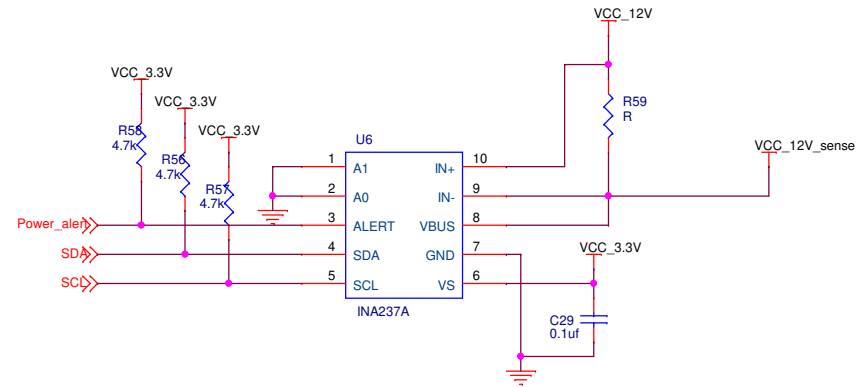 VCC_12V
VCC_3.3V
VCC_3.3V
VCC_3.3V
R59
R
R58
4.7k
R56
4.7k
R57
4.7k
U6
VCC_12V_sense
1 A1 IN+ 10
2 A0 IN- 9
Power_alert 3 ALERT VBUS 8
SDA 4 SDA GND 7
VCC_3.3V
SCL 5 SCL VS 6
INA237A
C29
0.1uf